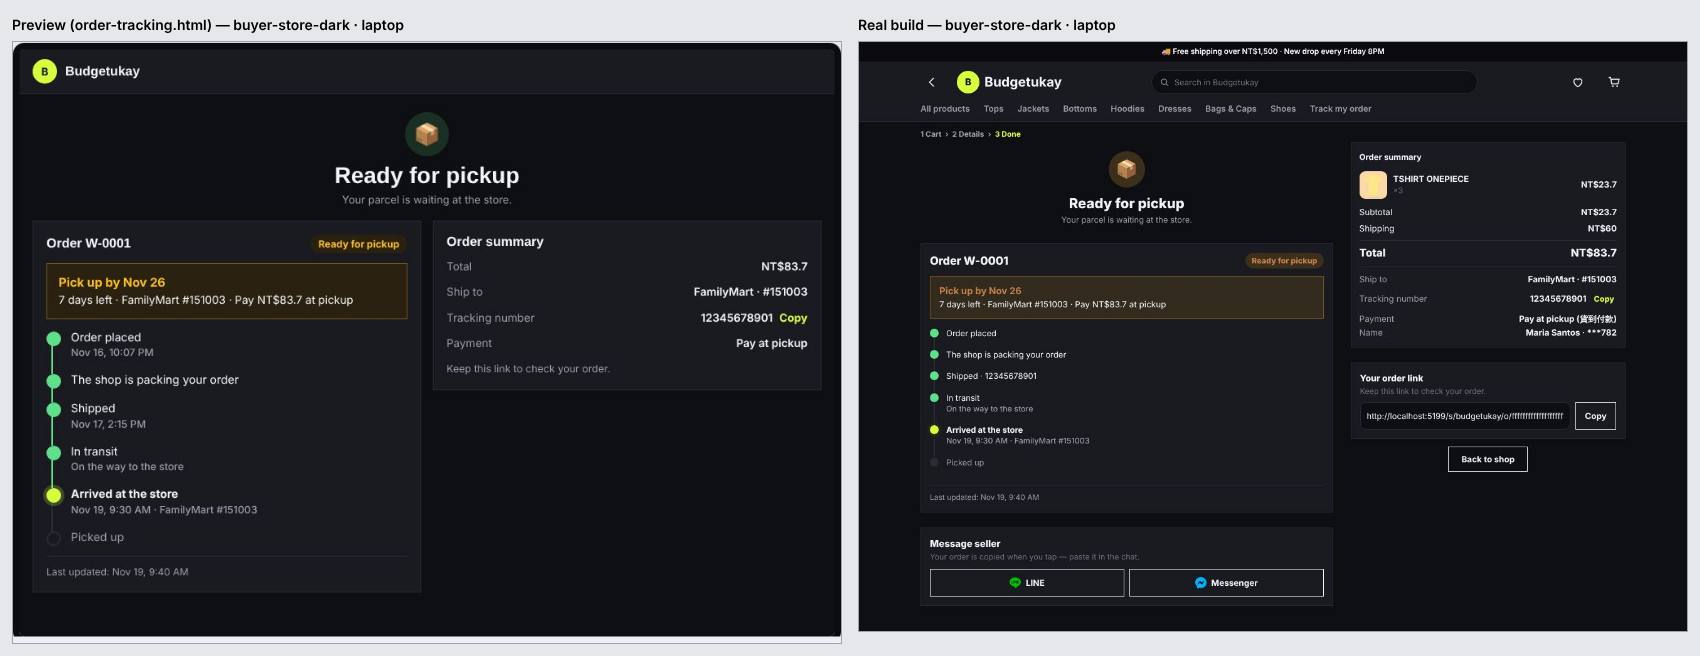 Preview (order-tracking.html) — buyer-store-dark · laptop
B Budgetukay
Ready for pickup
Your parcel is waiting at the store.
Order W-0001 Ready for pickup
Pick up by Nov 26
7 days left · FamilyMart #151003 · Pay NT$83.7 at pickup
Order placed
Nov 16, 10:07 PM
The shop is packing your order
Shipped
Nov 17, 2:15 PM
In transit
On the way to the store
Arrived at the store
Nov 19, 9:30 AM · FamilyMart #151003
Picked up
Last updated: Nov 19, 9:40 AM
Order summary
Total NT$83.7
Ship to FamilyMart · #151003
Tracking number 12345678901 Copy
Payment Pay at pickup
Keep this link to check your order.
Real build — buyer-store-dark · laptop
🚚 Free shipping over NT$1,500 · New drop every Friday 8PM
B Budgetukay Search in Budgetukay
All products Tops Jackets Bottoms Hoodies Dresses Bags & Caps Shoes Track my order
1 Cart › 2 Details › 3 Done
Ready for pickup
Your parcel is waiting at the store.
Order W-0001 Ready for pickup
Pick up by Nov 26
7 days left · FamilyMart #151003 · Pay NT$83.7 at pickup
Order placed
The shop is packing your order
Shipped · 12345678901
In transit
On the way to the store
Arrived at the store
Nov 19, 9:30 AM · FamilyMart #151003
Picked up
Last updated: Nov 19, 9:40 AM
Message seller
Your order is copied when you tap — paste it in the chat.
LINE Messenger
Order summary
TSHIRT ONEPIECE NT$23.7
×3
Subtotal NT$23.7
Shipping NT$60
Total NT$83.7
Ship to FamilyMart · #151003
Tracking number 12345678901 Copy
Payment Pay at pickup (貨到付款)
Name Maria Santos · ***782
Your order link
Keep this link to check your order.
http://localhost:5199/s/budgetukay/o/ffffffffffffffffffff Copy
Back to shop